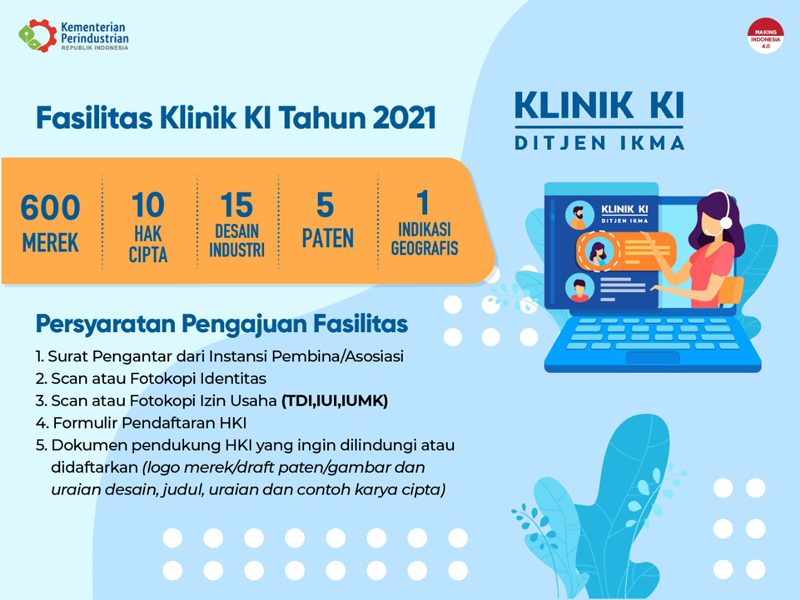 Kementerian
Perindustrian
REPUBLIK INDONESIA
MAKING
INDONESIA
4.0
Fasilitas Klinik KI Tahun 2021
KLINIK KI
DITJEN IKMA
600
MEREK
10
HAK
CIPTA
15
DESAIN
INDUSTRI
5
PATEN
1
INDIKASI
GEOGRAFIS
KLINIK KI
DITJEN IKMA
Persyaratan Pengajuan Fasilitas
1. Surat Pengantar dari Instansi Pembina/Asosiasi
2. Scan atau Fotokopi Identitas
3. Scan atau Fotokopi Izin Usaha (TDI,IUI,IUMK)
4. Formulir Pendaftaran HKI
5. Dokumen pendukung HKI yang ingin dilindungi atau
didaftarkan (logo merek/draft paten/gambar dan
uraian desain, judul, uraian dan contoh karya cipta)